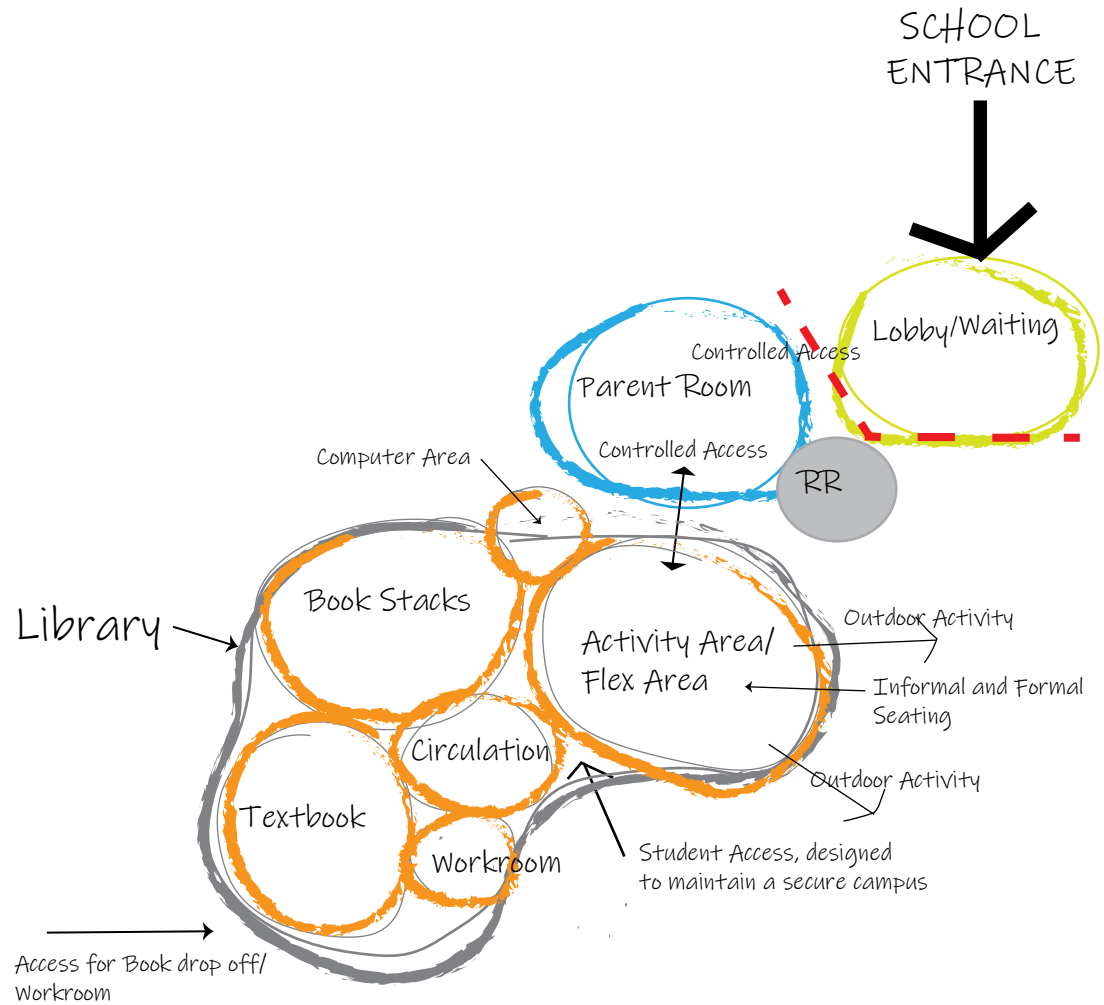 SCHOOL
ENTRANCE
Lobby/Waiting
Controlled Access
Parent Room
Controlled Access
Computer Area
RR
Book Stacks
Library
Outdoor Activity
Activity Area/
Flex Area
Informal and Formal
Seating
Circulation
Outdoor Activity
Textbook
Workroom
Student Access, designed
to maintain a secure campus
Access for Book drop off/
Workroom